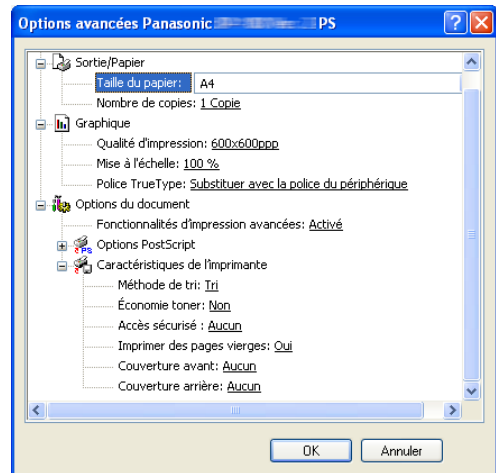 Options avancées Panasonic PS
Sortie/Papier
Taille du papier: A4
Nombre de copies: 1 Copie
Graphique
Qualité d'impression: 600x600ppp
Mise à l'échelle: 100 %
Police TrueType: Substituer avec la police du périphérique
Options du document
Fonctionnalités d'impression avancées: Activé
Options PostScript
Caractéristiques de l'imprimante
Méthode de tri: Tri
Économie toner: Non
Accès sécurisé : Aucun
Imprimer des pages vierges: Oui
Couverture avant: Aucun
Couverture arrière: Aucun
OK Annuler